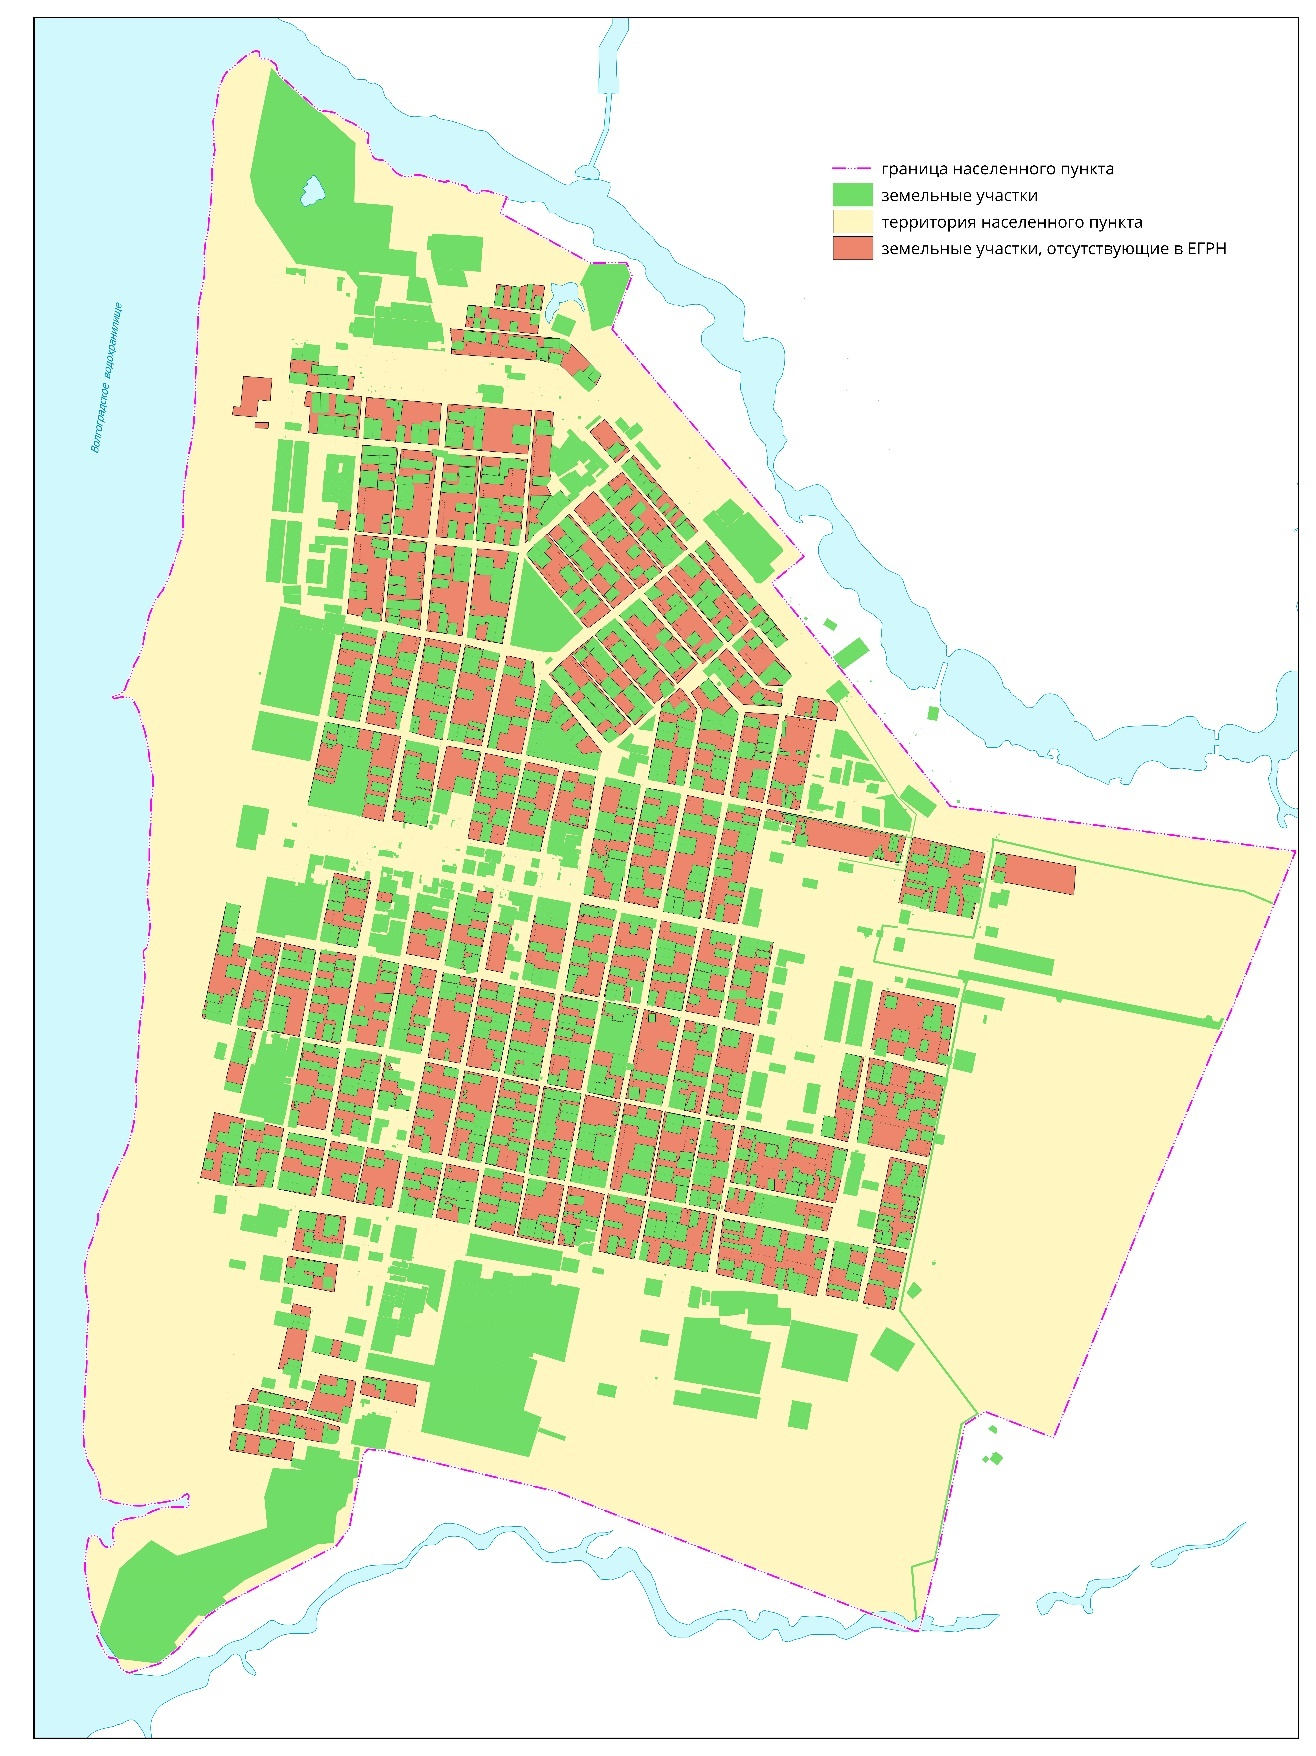 граница населенного пункта
земельные участки
территория населенного пункта
земельные участки, отсутствующие в ЕГРН
Волгоградское водохранилище